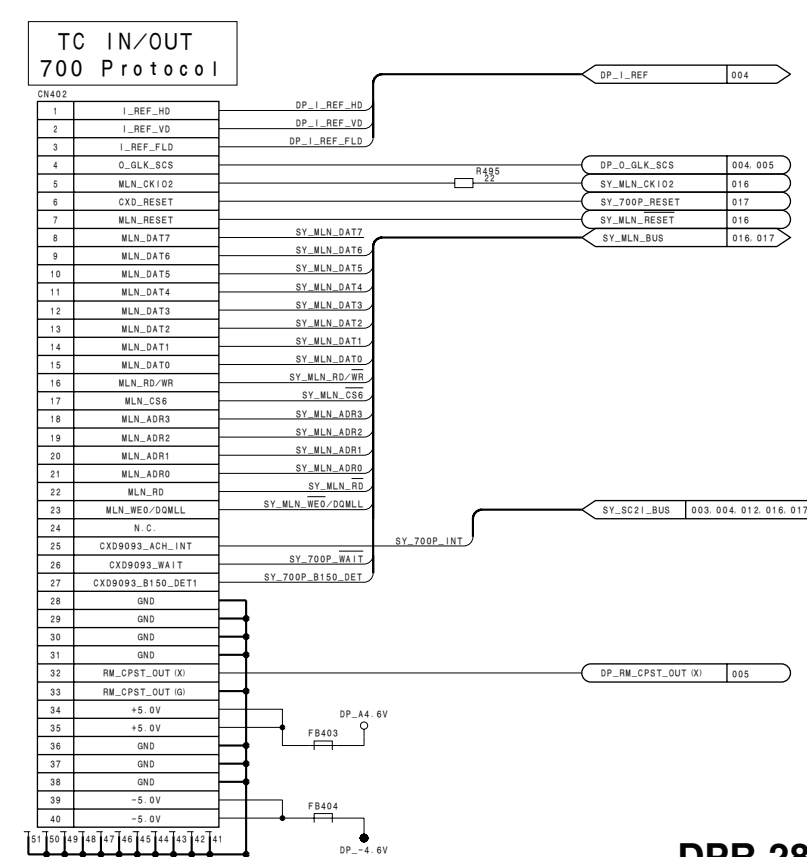 TC IN/OUT
700 Protocol
CN402
1 I_REF_HD DP_I_REF_HD
2 I_REF_VD DP_I_REF_VD
3 I_REF_FLD DP_I_REF_FLD
DP_I_REF 004
4 O_GLK_SCS DP_O_GLK_SCS 004, 005
5 MLN_CKIO2 R495 22 SY_MLN_CKIO2 016
6 CXD_RESET SY_700P_RESET 017
7 MLN_RESET SY_MLN_RESET 016
8 MLN_DAT7 SY_MLN_DAT7 SY_MLN_BUS 016, 017
9 MLN_DAT6 SY_MLN_DAT6
10 MLN_DAT5 SY_MLN_DAT5
11 MLN_DAT4 SY_MLN_DAT4
12 MLN_DAT3 SY_MLN_DAT3
13 MLN_DAT2 SY_MLN_DAT2
14 MLN_DAT1 SY_MLN_DAT1
15 MLN_DAT0 SY_MLN_DAT0
16 MLN_RD/WR SY_MLN_RD/WR
17 MLN_CS6 SY_MLN_CS6
18 MLN_ADR3 SY_MLN_ADR3
19 MLN_ADR2 SY_MLN_ADR2
20 MLN_ADR1 SY_MLN_ADR1
21 MLN_ADR0 SY_MLN_ADR0
22 MLN_RD SY_MLN_RD
23 MLN_WE0/DQMLL SY_MLN_WE0/DQMLL SY_SC2I_BUS 003, 004, 012, 016, 017
24 N.C.
25 CXD9093_ACH_INT SY_700P_INT
26 CXD9093_WAIT SY_700P_WAIT
27 CXD9093_B150_DET1 SY_700P_B150_DET
28 GND
29 GND
30 GND
31 GND
32 RM_CPST_OUT(X) DP_RM_CPST_OUT(X) 005
33 RM_CPST_OUT(G)
34 +5.0V DP_A4.6V
35 +5.0V FB403
36 GND
37 GND
38 GND
39 -5.0V FB404
40 -5.0V
51 50 49 48 47 46 45 44 43 42 41
DP_-4.6V
DPR-28